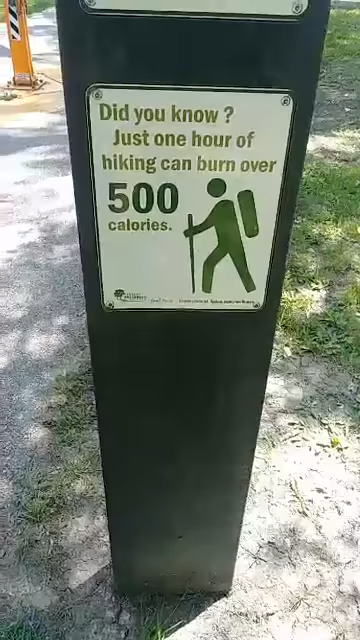 Did you know ?
Just one hour of
hiking can burn over
500
calories.